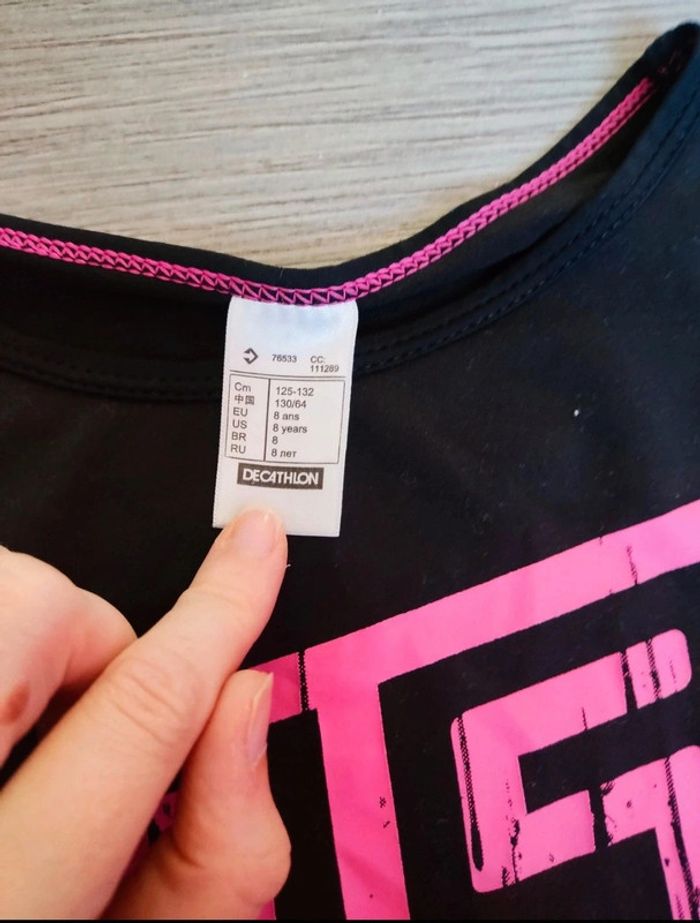 76533 CC:
111289
Cm 125-132
中国 130/64
EU 8 ans
US 8 years
BR 8
RU 8 лет
DECATHLON